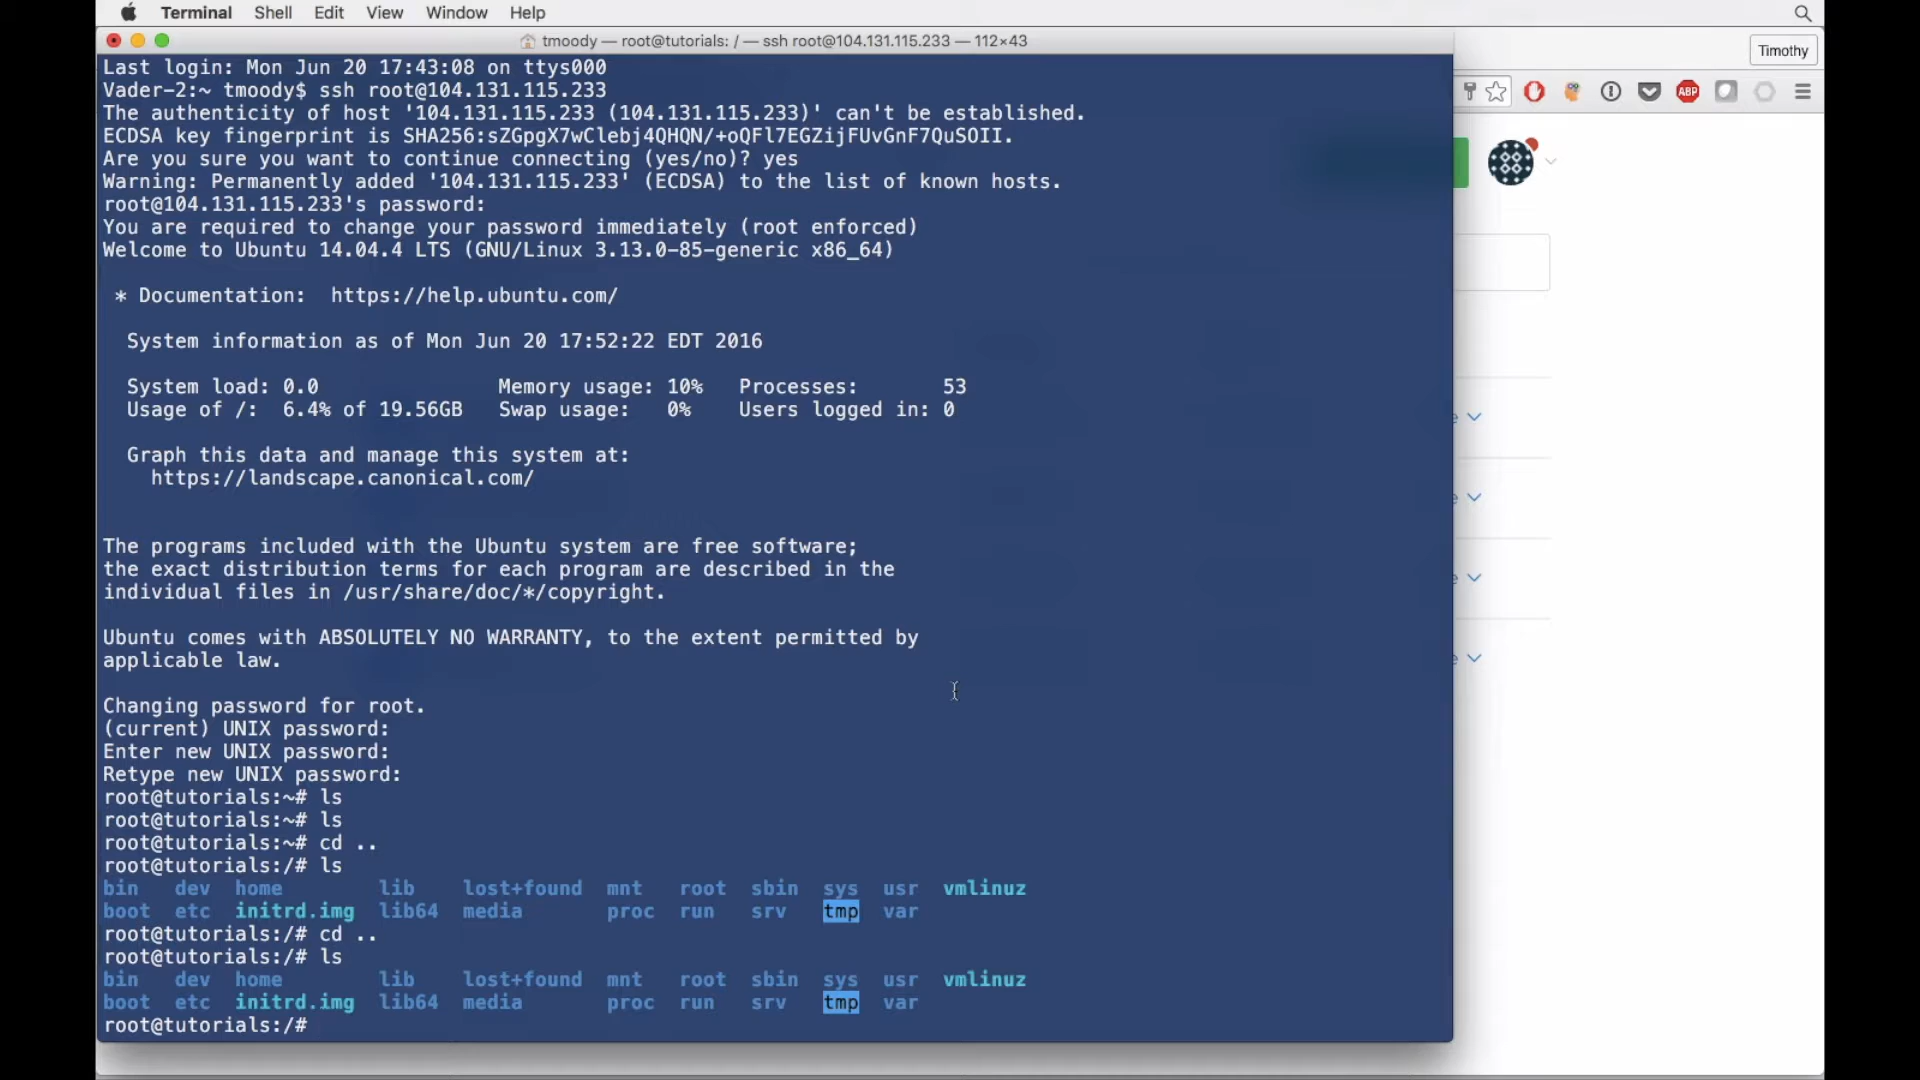 Terminal Shell Edit View Window Help
tmoody — root@tutorials: / — ssh root@104.131.115.233 — 112×43
Timothy
Last login: Mon Jun 20 17:43:08 on ttys000
Vader-2:~ tmoody$ ssh root@104.131.115.233
The authenticity of host '104.131.115.233 (104.131.115.233)' can't be established.
ECDSA key fingerprint is SHA256:sZGpgX7wClebj4QHQN/+oQFl7EGZijFUvGnF7QuSOII.
ABP
Are you sure you want to continue connecting (yes/no)? yes
Warning: Permanently added '104.131.115.233' (ECDSA) to the list of known hosts.
root@104.131.115.233's password:
You are required to change your password immediately (root enforced)
Welcome to Ubuntu 14.04.4 LTS (GNU/Linux 3.13.0-85-generic x86_64)
* Documentation: https://help.ubuntu.com/
System information as of Mon Jun 20 17:52:22 EDT 2016
System load: 0.0 Memory usage: 10% Processes: 53
Usage of /: 6.4% of 19.56GB Swap usage: 0% Users logged in: 0
Graph this data and manage this system at:
https://landscape.canonical.com/
The programs included with the Ubuntu system are free software;
the exact distribution terms for each program are described in the
individual files in /usr/share/doc/*/copyright.
Ubuntu comes with ABSOLUTELY NO WARRANTY, to the extent permitted by
applicable law.
Changing password for root.
(current) UNIX password:
Enter new UNIX password:
Retype new UNIX password:
root@tutorials:~# ls
root@tutorials:~# ls
root@tutorials:~# cd ..
root@tutorials:/# ls
bin dev home lib lost+found mnt root sbin sys usr vmlinuz
boot etc initrd.img lib64 media proc run srv tmp var
root@tutorials:/# cd ..
root@tutorials:/# ls
bin dev home lib lost+found mnt root sbin sys usr vmlinuz
boot etc initrd.img lib64 media proc run srv tmp var
root@tutorials:/#